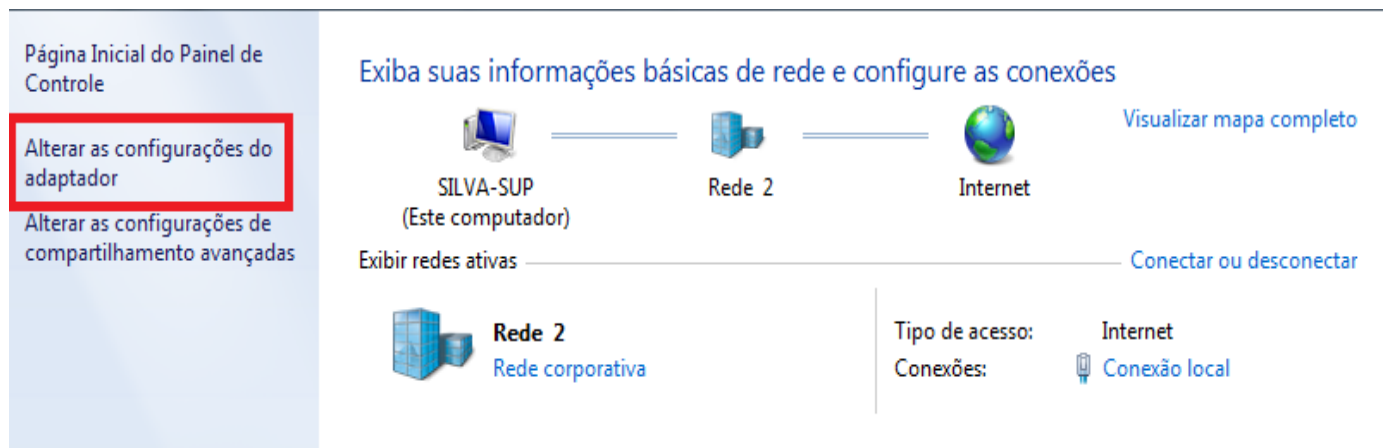 Página Inicial do Painel de
Controle
Alterar as configurações do
adaptador
Alterar as configurações de
compartilhamento avançadas
Exiba suas informações básicas de rede e configure as conexões
Visualizar mapa completo
SILVA-SUP
(Este computador)
Rede 2
Internet
Exibir redes ativas
Conectar ou desconectar
Rede 2
Rede corporativa
Tipo de acesso: Internet
Conexões: Conexão local